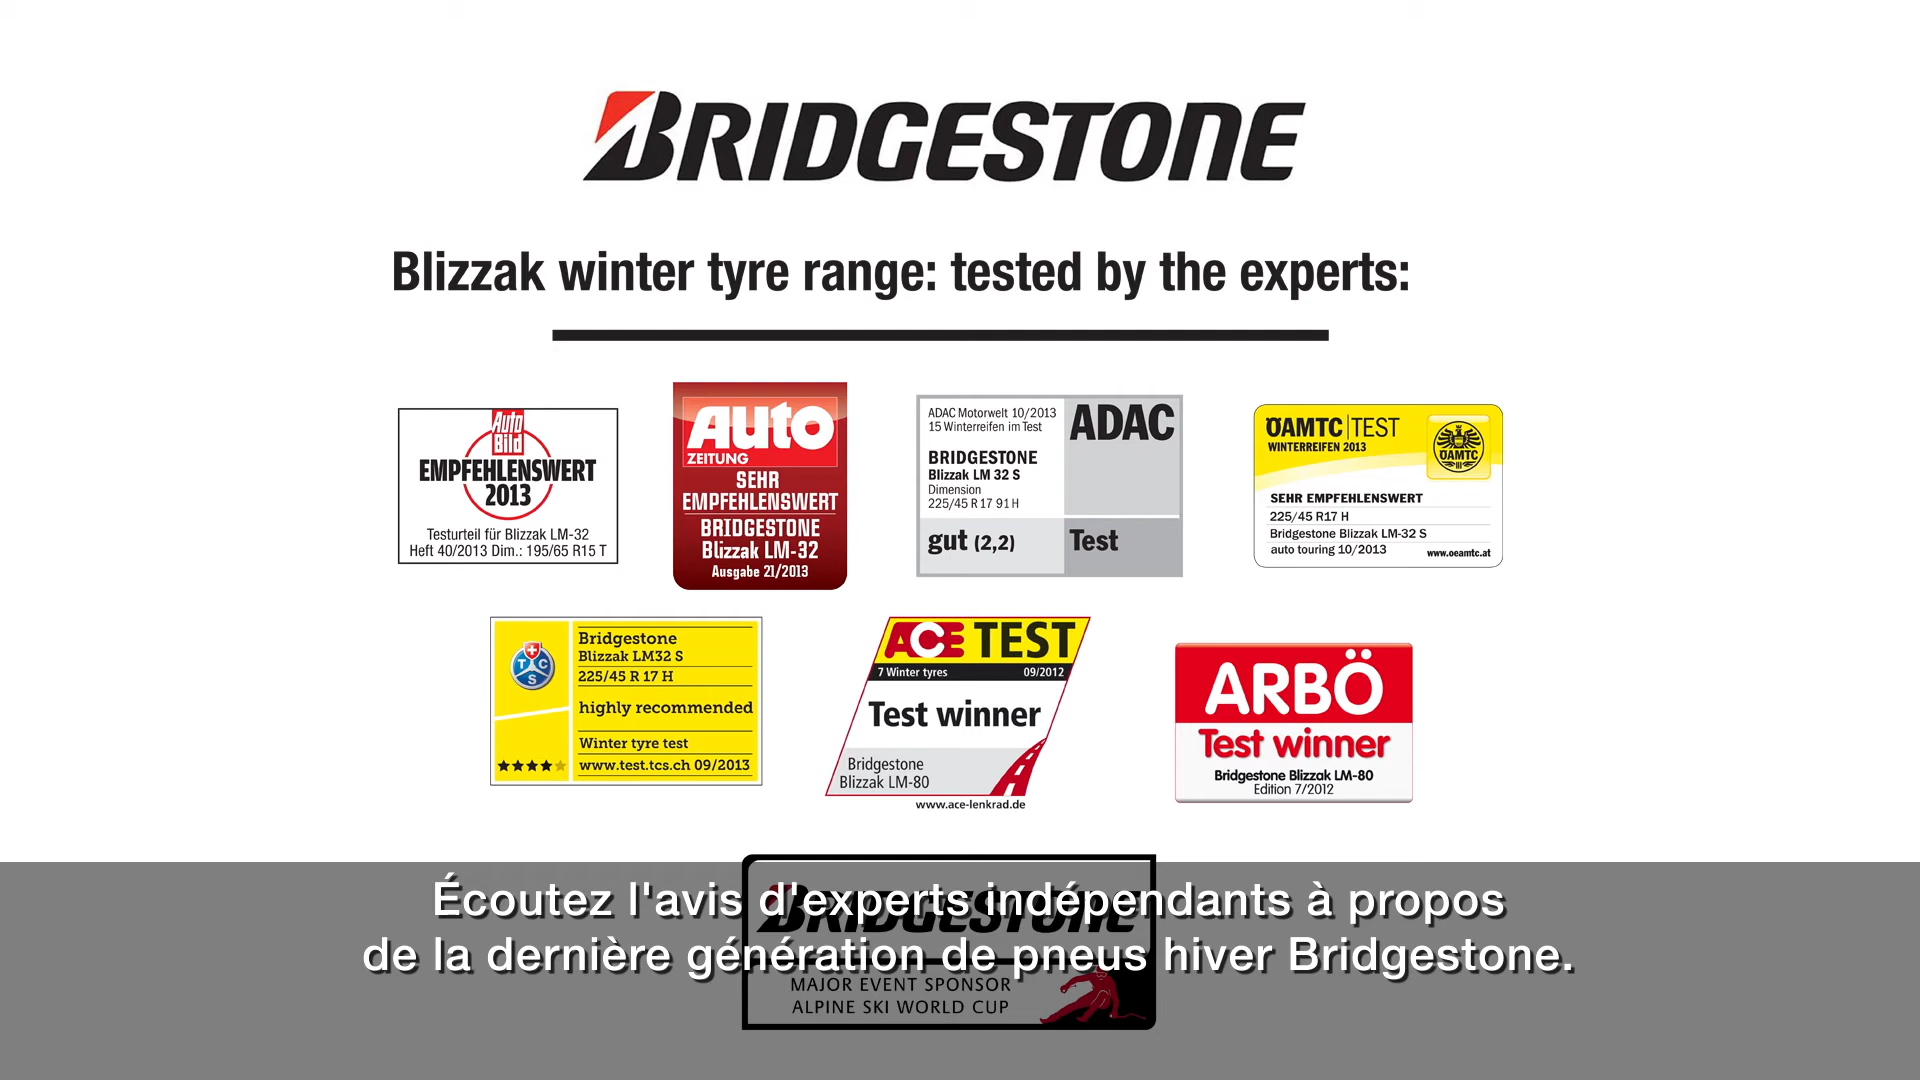 BRIDGESTONE
Blizzak winter tyre range: tested by the experts:
Auto
Bild
EMPFEHLENSWERT
2013
Testurteil für Blizzak LM-32
Heft 40/2013 Dim.: 195/65 R15 T
Auto
ZEITUNG
SEHR
EMPFEHLENSWERT
BRIDGESTONE
Blizzak LM-32
Ausgabe 21/2013
ADAC Motorwelt 10/2013
15 Winterreifen im Test
BRIDGESTONE
Blizzak LM 32 S
Dimension
225/45 R 17 91 H
gut (2,2)
ADAC
Test
ÖAMTC TEST
WINTERREIFEN 2013
ÖAMTC
SEHR EMPFEHLENSWERT
225/45 R17 H
Bridgestone Blizzak LM-32 S
auto touring 10/2013
www.oeamtc.at
TCS
Bridgestone
Blizzak LM32 S
225/45 R 17 H
highly recommended
Winter tyre test
www.test.tcs.ch 09/2013
ACE TEST
7 Winter tyres 09/2012
Test winner
Bridgestone
Blizzak LM-80
www.ace-lenkrad.de
ARBÖ
Test winner
Bridgestone Blizzak LM-80
Edition 7/2012
BRIDGESTONE
Écoutez l'avis d'experts indépendants à propos
de la dernière génération de pneus hiver Bridgestone.
MAJOR EVENT SPONSOR
ALPINE SKI WORLD CUP